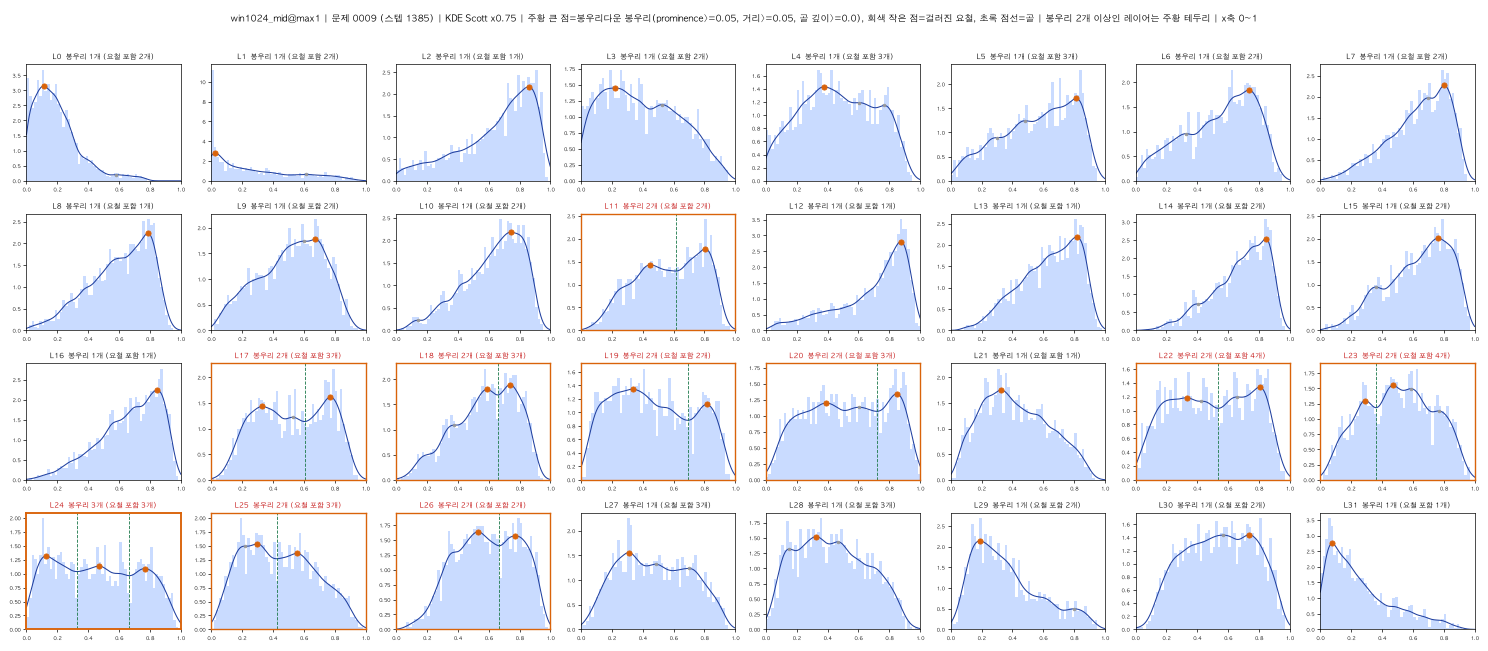 win1024_mid@max1 | 문제 0009 (스텝 1385) | KDE Scott x0.75 | 주황 큰 점=봉우리다운 봉우리(prominence>=0.05, 거리>=0.05, 골 깊이>=0.0), 회색 작은 점=걸러진 요철, 초록 점선=골 | 봉우리 2개 이상인 레이어는 주황 테두리 | x축 0~1
L0 봉우리 1개 (요철 포함 2개)
L1 봉우리 1개 (요철 포함 2개)
L2 봉우리 1개 (요철 포함 1개)
L3 봉우리 1개 (요철 포함 2개)
L4 봉우리 1개 (요철 포함 3개)
L5 봉우리 1개 (요철 포함 3개)
L6 봉우리 1개 (요철 포함 2개)
L7 봉우리 1개 (요철 포함 2개)
L8 봉우리 1개 (요철 포함 2개)
L9 봉우리 1개 (요철 포함 2개)
L10 봉우리 1개 (요철 포함 2개)
L11 봉우리 2개 (요철 포함 2개)
L12 봉우리 1개 (요철 포함 2개)
L13 봉우리 1개 (요철 포함 1개)
L14 봉우리 1개 (요철 포함 2개)
L15 봉우리 1개 (요철 포함 2개)
L16 봉우리 1개 (요철 포함 1개)
L17 봉우리 2개 (요철 포함 3개)
L18 봉우리 2개 (요철 포함 3개)
L19 봉우리 2개 (요철 포함 2개)
L20 봉우리 2개 (요철 포함 3개)
L21 봉우리 1개 (요철 포함 1개)
L22 봉우리 2개 (요철 포함 4개)
L23 봉우리 2개 (요철 포함 4개)
L24 봉우리 3개 (요철 포함 3개)
L25 봉우리 2개 (요철 포함 3개)
L26 봉우리 2개 (요철 포함 2개)
L27 봉우리 1개 (요철 포함 3개)
L28 봉우리 1개 (요철 포함 3개)
L29 봉우리 1개 (요철 포함 2개)
L30 봉우리 1개 (요철 포함 2개)
L31 봉우리 1개 (요철 포함 2개)